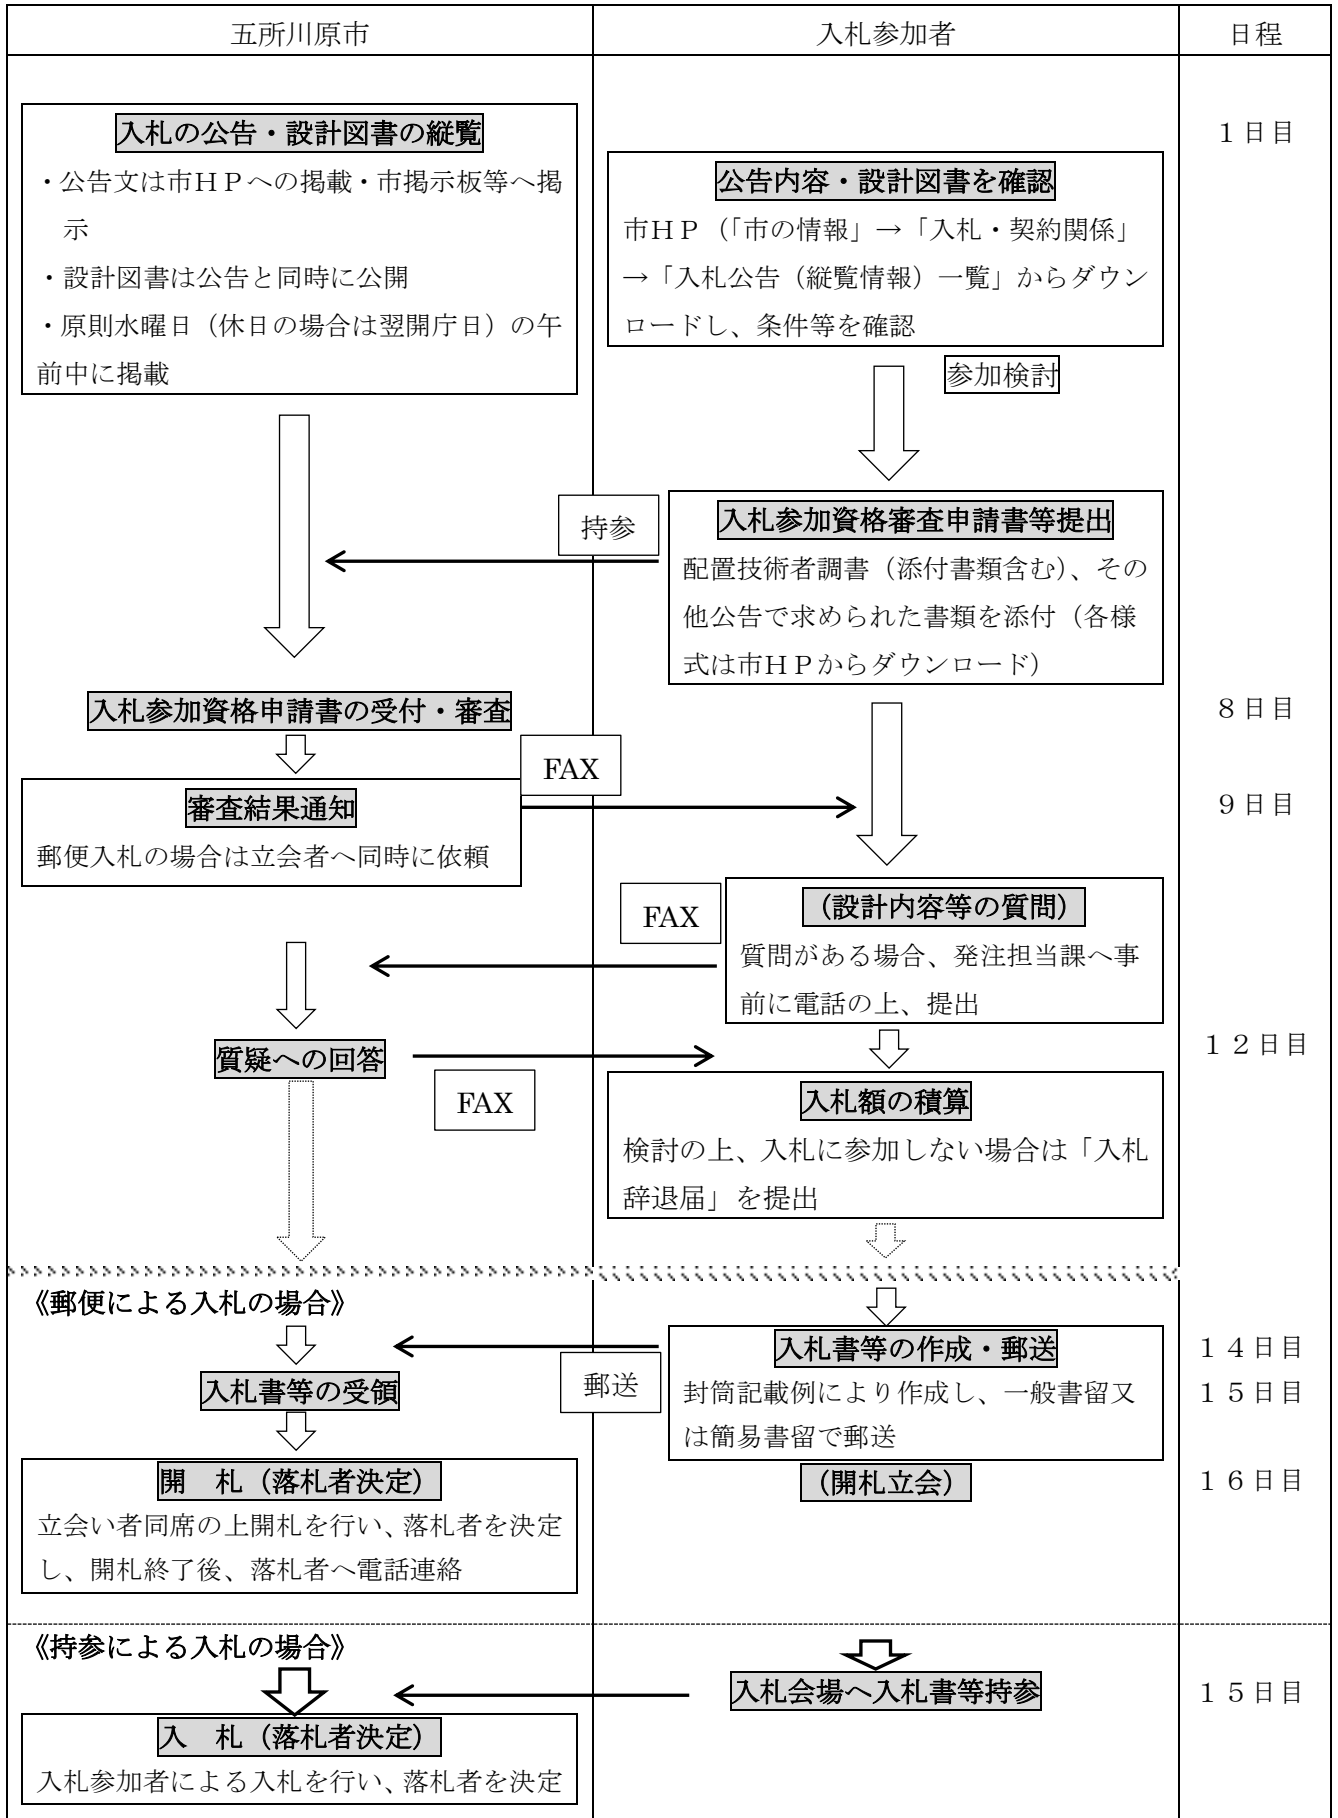 五所川原市
入札参加者
日程
入札の公告・設計図書の縦覧
・公告文は市ＨＰへの掲載・市掲示板等へ掲
示
・設計図書は公告と同時に公開
・原則水曜日（休日の場合は翌開庁日）の午
前中に掲載
１日目
公告内容・設計図書を確認
市ＨＰ（「市の情報」→「入札・契約関係」
→「入札公告（縦覧情報）一覧」からダウン
ロードし、条件等を確認
参加検討
持参
入札参加資格審査申請書等提出
配置技術者調書（添付書類含む）、その
他公告で求められた書類を添付（各様
式は市ＨＰからダウンロード）
入札参加資格申請書の受付・審査
８日目
FAX
審査結果通知
郵便入札の場合は立会者へ同時に依頼
９日目
FAX
（設計内容等の質問）
質問がある場合、発注担当課へ事
前に電話の上、提出
質疑への回答
１２日目
FAX
入札額の積算
検討の上、入札に参加しない場合は「入札
辞退届」を提出
《郵便による入札の場合》
入札書等の作成・郵送
１４日目
入札書等の受領
郵送
封筒記載例により作成し、一般書留又
は簡易書留で郵送
１５日目
開　札（落札者決定）
（開札立会）
１６日目
立会い者同席の上開札を行い、落札者を決定
し、開札終了後、落札者へ電話連絡
《持参による入札の場合》
入札会場へ入札書等持参
１５日目
入　札（落札者決定）
入札参加者による入札を行い、落札者を決定